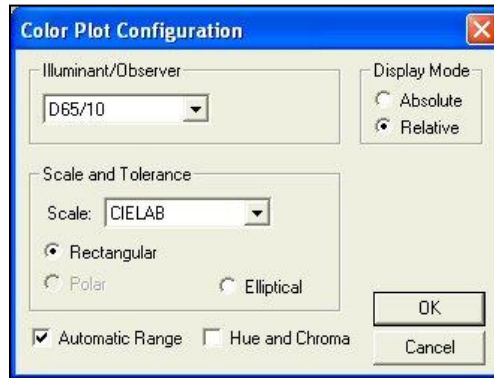 Color Plot Configuration
Illuminant/Observer
D65/10
Display Mode
Absolute
Relative
Scale and Tolerance
Scale: CIELAB
Rectangular
Polar
Elliptical
Automatic Range
Hue and Chroma
OK
Cancel